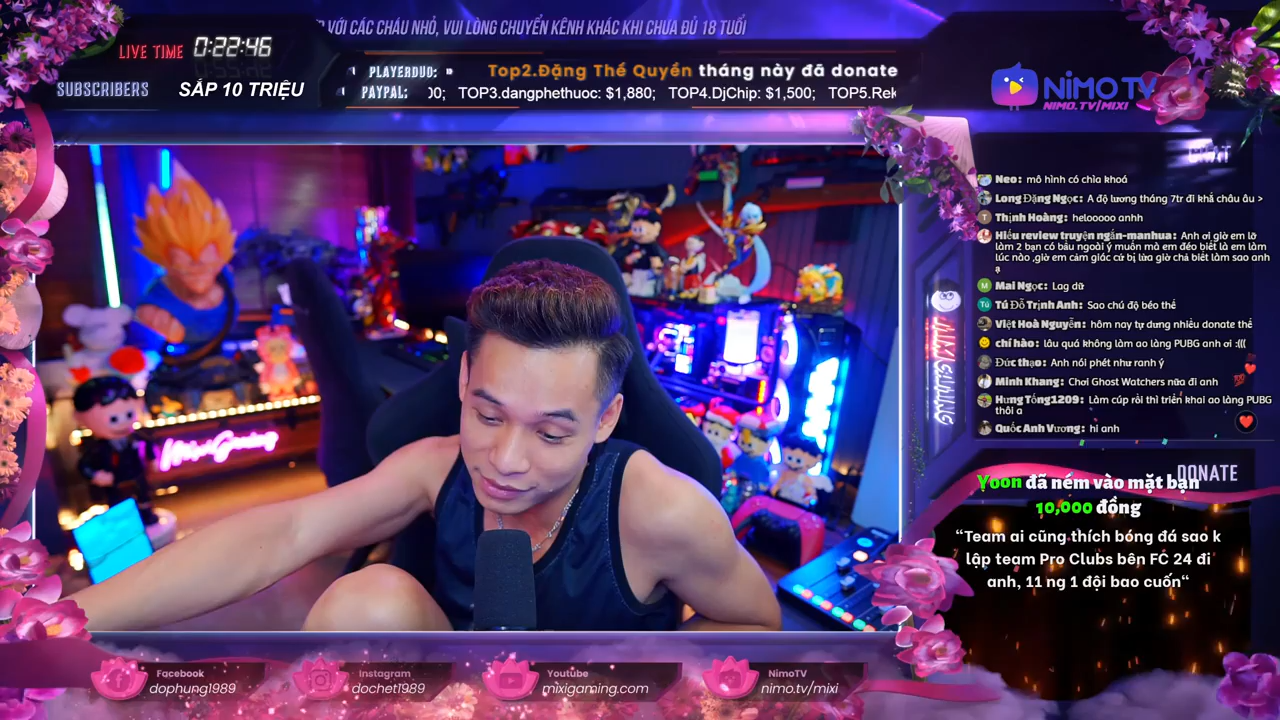 VỚI CÁC CHÁU NHỎ, VUI LÒNG CHUYỂN KÊNH KHÁC KHI CHƯA ĐỦ 18 TUỔI
LIVE TIME 0:22:46
SUBSCRIBERS SẮP 10 TRIỆU
PLAYERDUO: Top2.Đặng Thế Quyền tháng này đã donate
PAYPAL: 00; TOP3.dangphethuoc: $1,880; TOP4.DjChip: $1,500; TOP5.Rek
NIMO TV
NIMO.TV/MIXI
CHAT
Neo: mô hình có chìa khoá
Long Đặng Ngọc: A độ lương tháng 7tr đi khắ châu âu >
Thịnh Hoàng: helooooo anhh
Hiếu review truyện ngắn-manhua: Anh ơi giờ em lỡ
làm 2 bạn có bầu ngoài ý muốn mà em đéo biết là em làm
lúc nào ,giờ em cảm giác cứ bị lừa giờ chả biết làm sao anh
ạ
Mai Ngọc: Lag dữ
Tú Đỗ Trịnh Anh: Sao chú độ béo thế
Việt Hoà Nguyễn: hôm nay tự dưng nhiều donate thế
chí hào: lâu quá không làm ao làng PUBG anh ơi :(((
Đức thạo: Anh nói phét như ranh ý
Minh Khang: Chơi Ghost Watchers nữa đi anh
Hưng Tống1209: Làm cúp rồi thì triển khai ao làng PUBG
thôi a
Quốc Anh Vương: hi anh
MIXIGAMING
MixiGaming
DONATE
Yoon đã ném vào mặt bạn
10,000 đồng
“Team ai cũng thích bóng đá sao k
lập team Pro Clubs bên FC 24 đi
anh, 11 ng 1 đội bao cuốn“
Facebook
dophung1989
Instagram
dochet1989
Youtube
mixigaming.com
NimoTV
nimo.tv/mixi